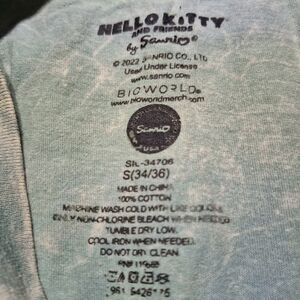 HELLO KITTY
AND FRIENDS
by Sanrio®
© 2022 SANRIO CO., LTD
Used Under License
www.sanrio.com
BIOWORLD®
www.bioworldmerch.com
Sanrio
S(34/36)
MADE IN CHINA
100% COTTON
MACHINE WASH COLD WITH LIKE COLORS
ONLY NON-CHLORINE BLEACH WHEN NEEDED
TUMBLE DRY LOW.
COOL IRON WHEN NEEDED.
DO NOT DRY CLEAN.